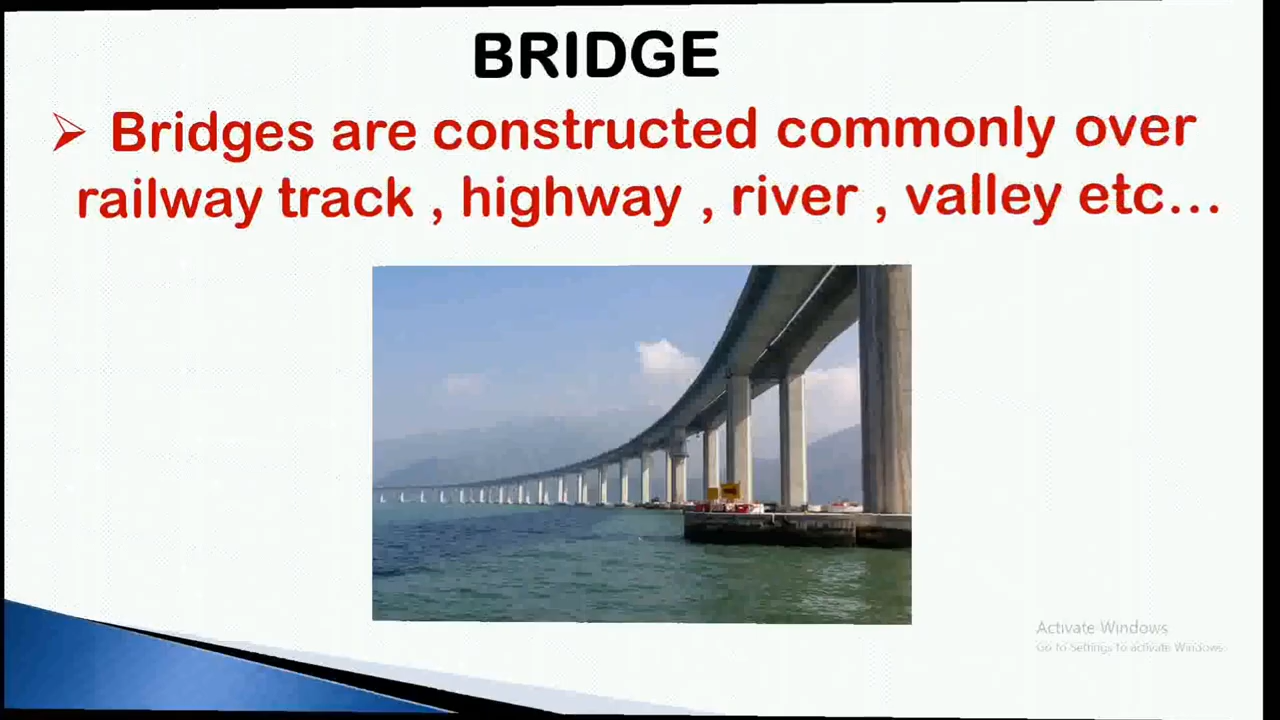 BRIDGE
Bridges are constructed commonly over
railway track , highway , river , valley etc...
Activate Windows
Go to Settings to activate Windows.